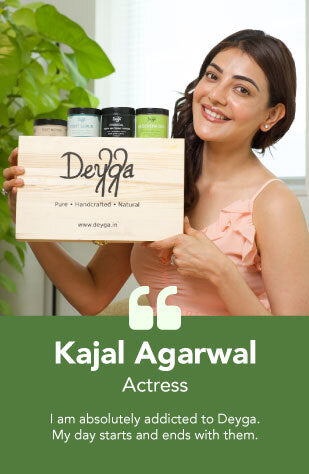 Deyga
Pure • Handcrafted • Natural
www.deyga.in
Kajal Agarwal
Actress
I am absolutely addicted to Deyga.
My day starts and ends with them.